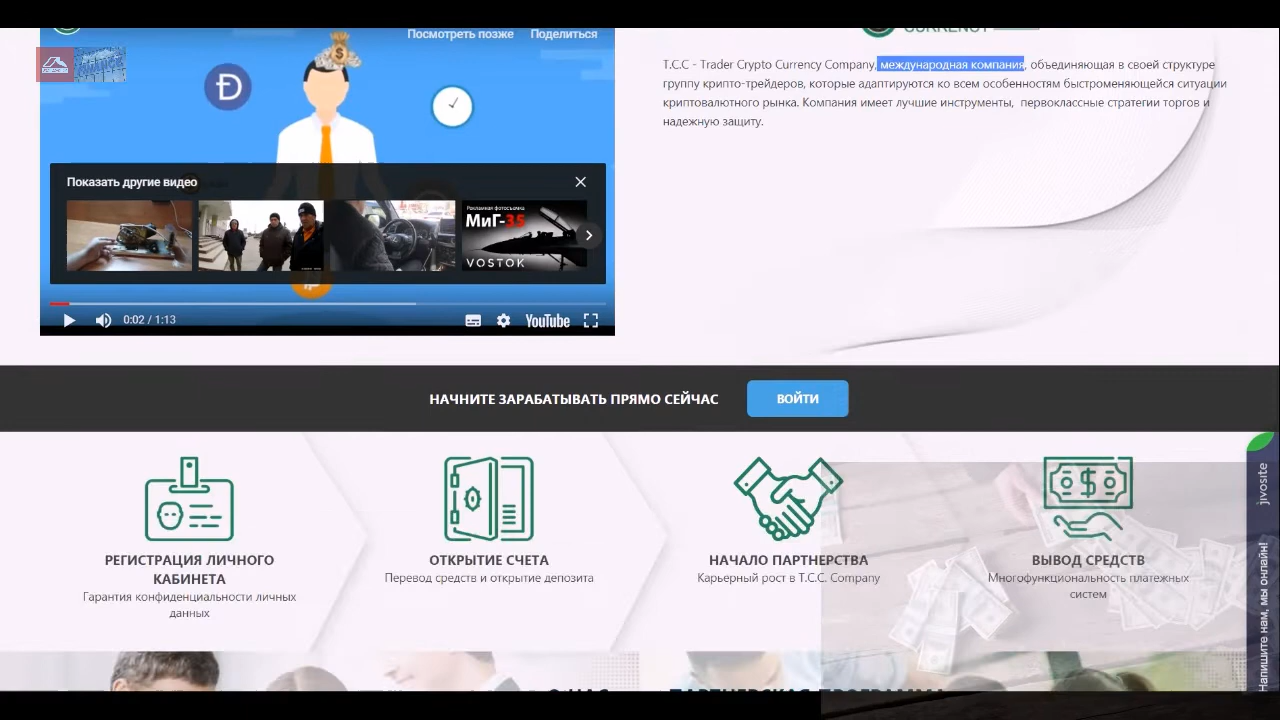 Посмотреть позже Поделиться
CURRENCY
T.C.C - Trader Crypto Currency Company, международная компания, объединяющая в своей структуре
группу крипто-трейдеров, которые адаптируются ко всем особенностям быстроменяющейся ситуации
криптовалютного рынка. Компания имеет лучшие инструменты, первоклассные стратегии торгов и
надежную защиту.
Показать другие видео
Рекламная фотосъемка
МиГ-35
VOSTOK
0:02 / 1:13
YouTube
НАЧНИТЕ ЗАРАБАТЫВАТЬ ПРЯМО СЕЙЧАС
ВОЙТИ
РЕГИСТРАЦИЯ ЛИЧНОГО
КАБИНЕТА
Гарантия конфиденциальности личных
данных
ОТКРЫТИЕ СЧЕТА
Перевод средств и открытие депозита
НАЧАЛО ПАРТНЕРСТВА
Карьерный рост в T.C.C. Company
ВЫВОД СРЕДСТВ
Многофункциональность платежных
систем
Напишите нам, мы онлайн!
jivosite
О НАС
ПАРТНЕРСКАЯ ПРОГРАММА